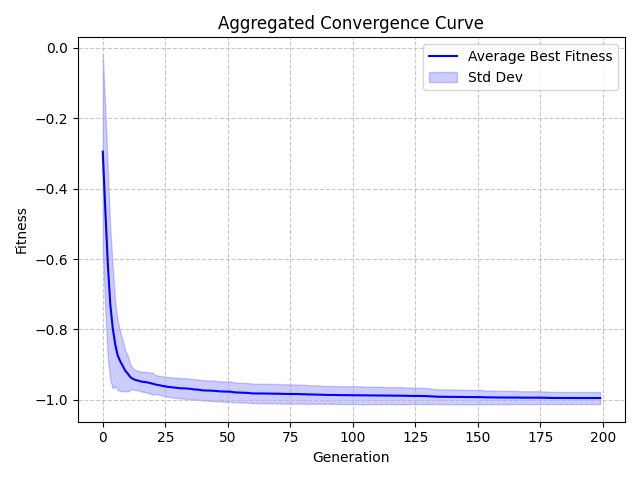 Aggregated Convergence Curve
Average Best Fitness
Std Dev
Fitness
0.0
−0.2
−0.4
−0.6
−0.8
−1.0
0 25 50 75 100 125 150 175 200
Generation